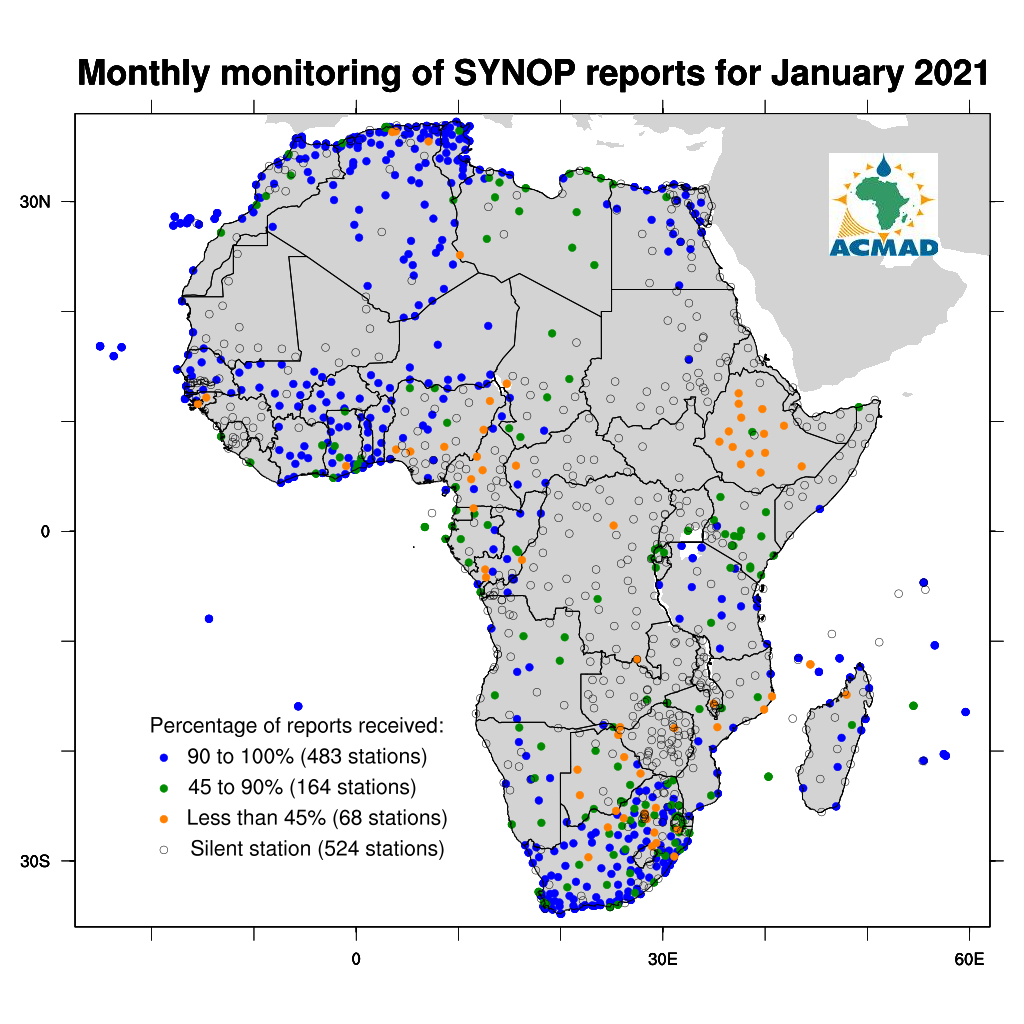 Monthly monitoring of SYNOP reports for January 2021
30N
ACMAD
0
Percentage of reports received:
90 to 100% (483 stations)
45 to 90% (164 stations)
Less than 45% (68 stations)
Silent station (524 stations)
30S
0
30E
60E